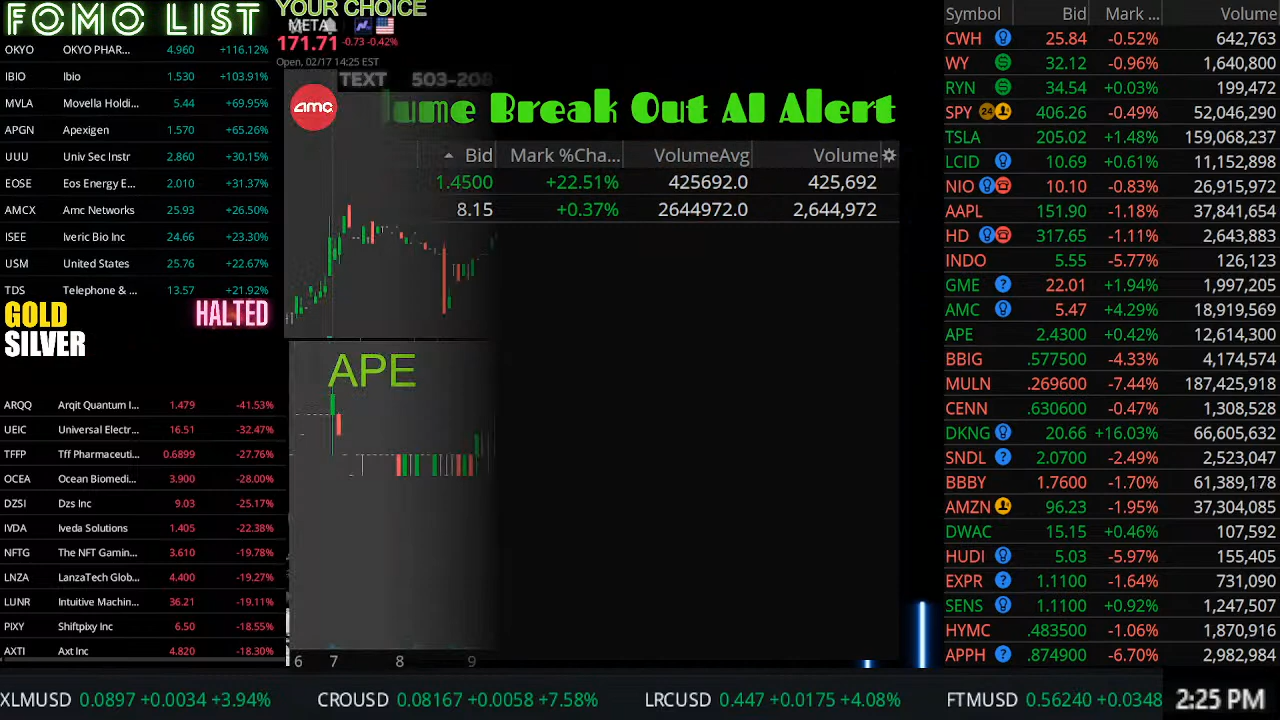 FOMO LIST
OKYO OKYO PHAR... 4.960 +116.12%
IBIO Ibio 1.530 +103.91%
MVLA Movella Holdi... 5.44 +69.95%
APGN Apexigen 1.570 +65.26%
UUU Univ Sec Instr 2.860 +30.15%
EOSE Eos Energy E... 2.010 +31.37%
AMCX Amc Networks 25.93 +26.50%
ISEE Iveric Bio Inc 24.66 +23.30%
USM United States 25.76 +22.67%
TDS Telephone & ... 13.57 +21.92%
GOLD HALTED
SILVER
ARQQ Arqit Quantum I... 1.479 -41.53%
UEIC Universal Electr... 16.51 -32.47%
TFFP Tff Pharmaceuti... 0.6899 -27.76%
OCEA Ocean Biomedi... 3.900 -28.00%
DZSI Dzs Inc 9.03 -25.17%
IVDA Iveda Solutions 1.405 -22.38%
NFTG The NFT Gamin... 3.610 -19.78%
LNZA LanzaTech Glob... 4.400 -19.27%
LUNR Intuitive Machin... 36.21 -19.11%
PIXY Shiftpixy Inc 6.50 -18.55%
AXTI Axt Inc 4.820 -18.30%
YOUR CHOICE
META
171.71 -0.73 -0.42%
Open, 02/17 14:25 EST
TEXT 503-208
amc
lume Break Out AI Alert
Bid Mark %Cha... VolumeAvg Volume
1.4500 +22.51% 425692.0 425,692
8.15 +0.37% 2644972.0 2,644,972
APE
6 7 8 9
Symbol Bid Mark ... Volume
CWH 25.84 -0.52% 642,763
WY 32.12 -0.96% 1,640,800
RYN 34.54 +0.03% 199,472
SPY 24 406.26 -0.49% 52,046,290
TSLA 205.02 +1.48% 159,068,237
LCID 10.69 +0.61% 11,152,898
NIO 10.10 -0.83% 26,915,972
AAPL 151.90 -1.18% 37,841,654
HD 317.65 -1.11% 2,643,883
INDO 5.55 -5.77% 126,123
GME ? 22.01 +1.94% 1,997,205
AMC 5.47 +4.29% 18,919,569
APE 2.4300 +0.42% 12,614,300
BBIG .577500 -4.33% 4,174,574
MULN .269600 -7.44% 187,425,918
CENN .630600 -0.47% 1,308,528
DKNG 20.66 +16.03% 66,605,632
SNDL ? 2.0700 -2.49% 2,523,047
BBBY 1.7600 -1.70% 61,389,178
AMZN 96.23 -1.95% 37,304,085
DWAC 15.15 +0.46% 107,592
HUDI 5.03 -5.97% 155,405
EXPR ? 1.1100 -1.64% 731,090
SENS 1.1100 +0.92% 1,247,507
HYMC .483500 -1.06% 1,870,916
APPH ? .874900 -6.70% 2,982,984
XLMUSD 0.0897 +0.0034 +3.94% CROUSD 0.08167 +0.0058 +7.58% LRCUSD 0.447 +0.0175 +4.08% FTMUSD 0.56240 +0.0348 2:25 PM